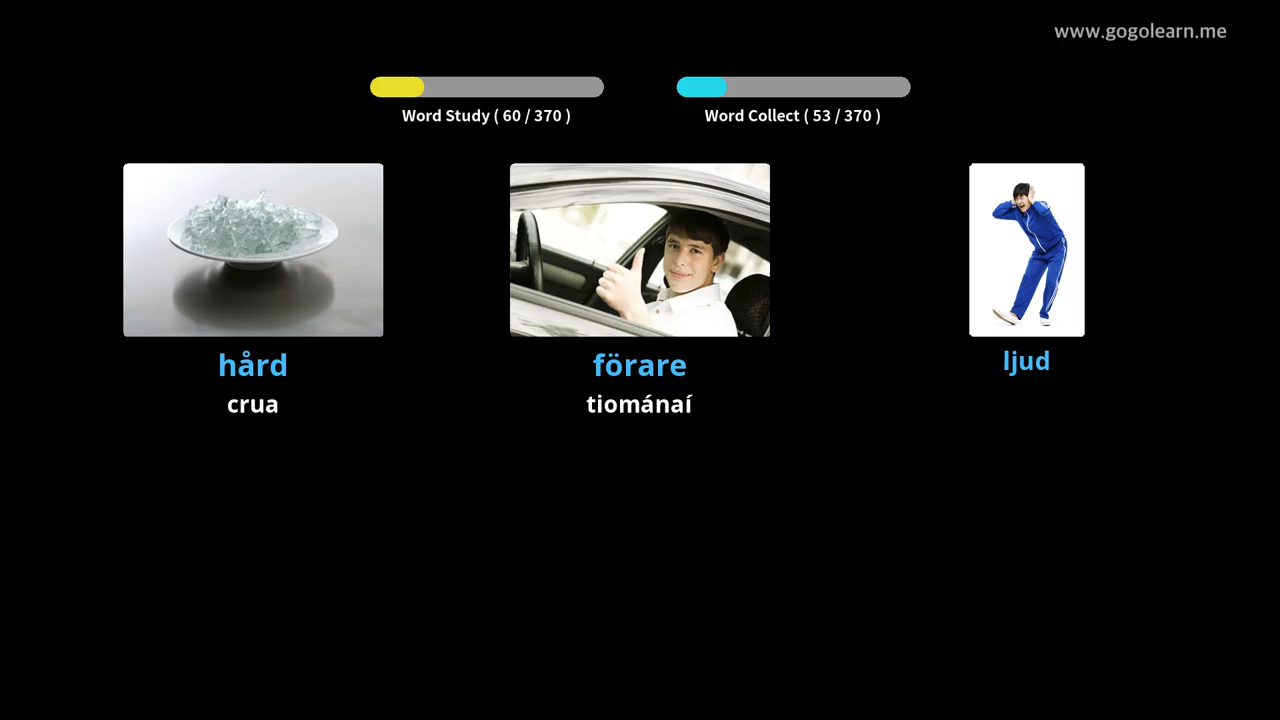 www.gogolearn.me
Word Study ( 60 / 370 )
Word Collect ( 53 / 370 )
hård
förare
ljud
crua
tiománaí